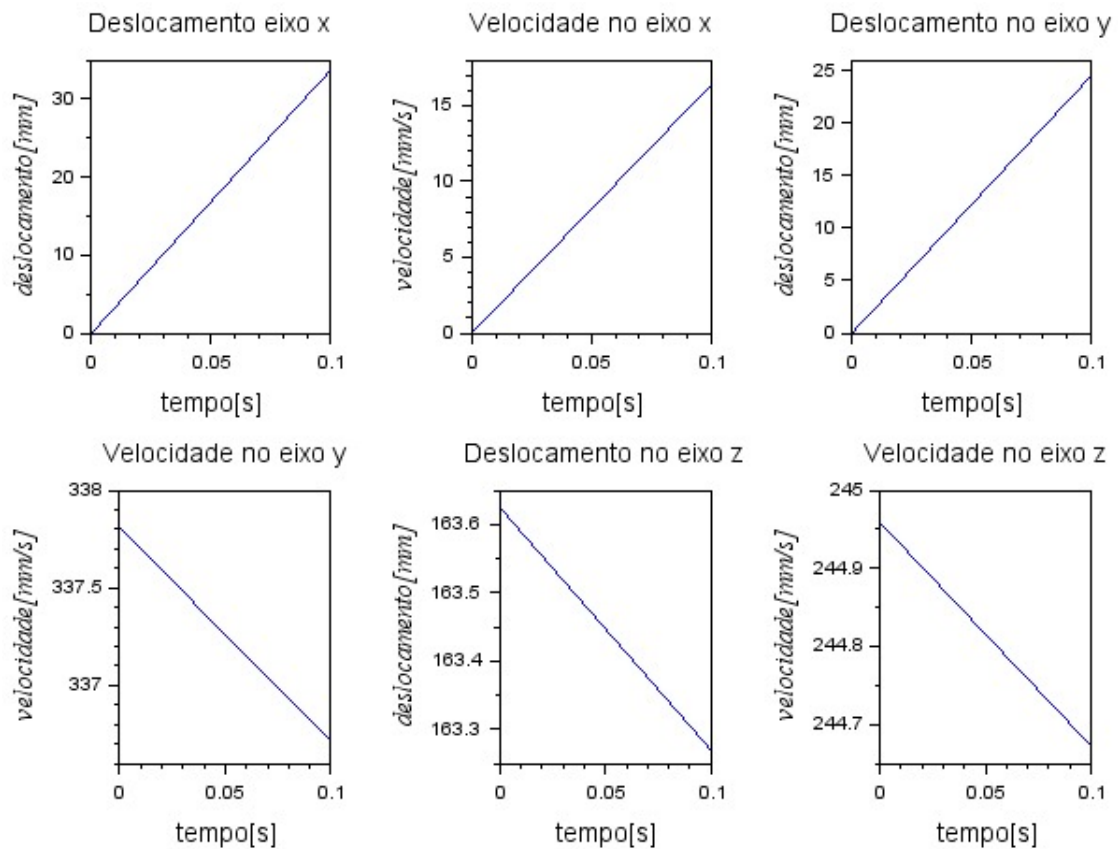 Deslocamento eixo x
30
20
10
0
deslocamento[mm]
0 0.05 0.1
tempo[s]
Velocidade no eixo x
15
10
5
0
velocidade[mm/s]
0 0.05 0.1
tempo[s]
Deslocamento no eixo y
25
20
15
10
5
0
deslocamento[mm]
0 0.05 0.1
tempo[s]
Velocidade no eixo y
338
337.5
337
velocidade[mm/s]
0 0.05 0.1
tempo[s]
Deslocamento no eixo z
163.6
163.5
163.4
163.3
deslocamento[mm]
0 0.05 0.1
tempo[s]
Velocidade no eixo z
245
244.9
244.8
244.7
velocidade[mm/s]
0 0.05 0.1
tempo[s]